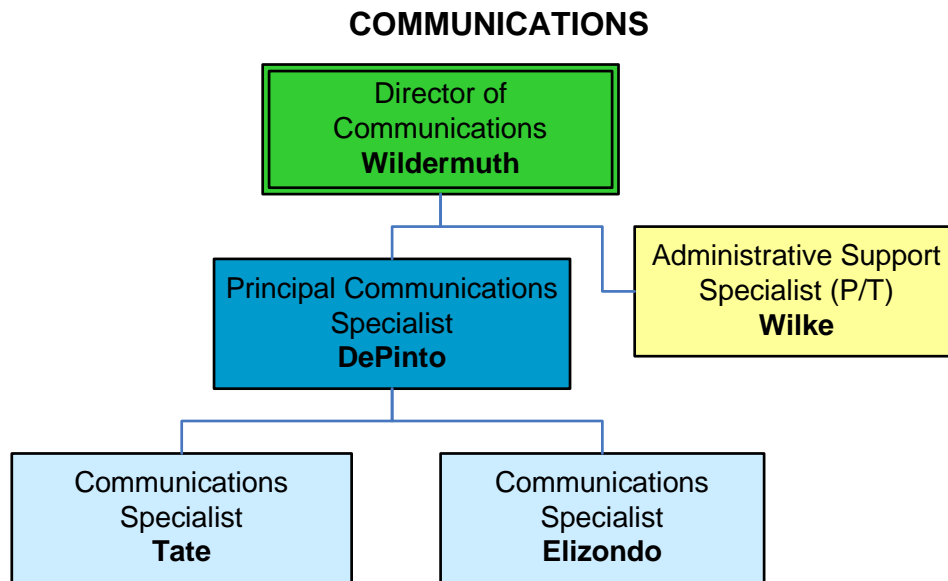 COMMUNICATIONS
Director of
Communications
Wildermuth
Administrative Support
Specialist (P/T)
Wilke
Principal Communications
Specialist
DePinto
Communications
Specialist
Tate
Communications
Specialist
Elizondo